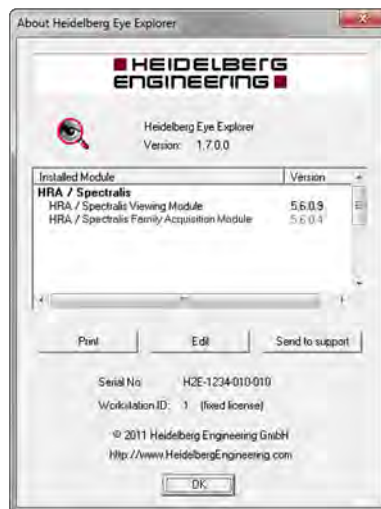 About Heidelberg Eye Explorer
HEIDELBERG
ENGINEERING
Heidelberg Eye Explorer
Version: 1.7.0.0
Installed Module Version
HRA / Spectralis
HRA / Spectralis Viewing Module 5.6.0.9
HRA / Spectralis Family Acquisition Module 5.6.0.4
Print Edit Send to support
Serial No: H2E-1234-010-010
Workstation ID: 1 (fixed license)
© 2011 Heidelberg Engineering GmbH
http://www.HeidelbergEngineering.com
OK